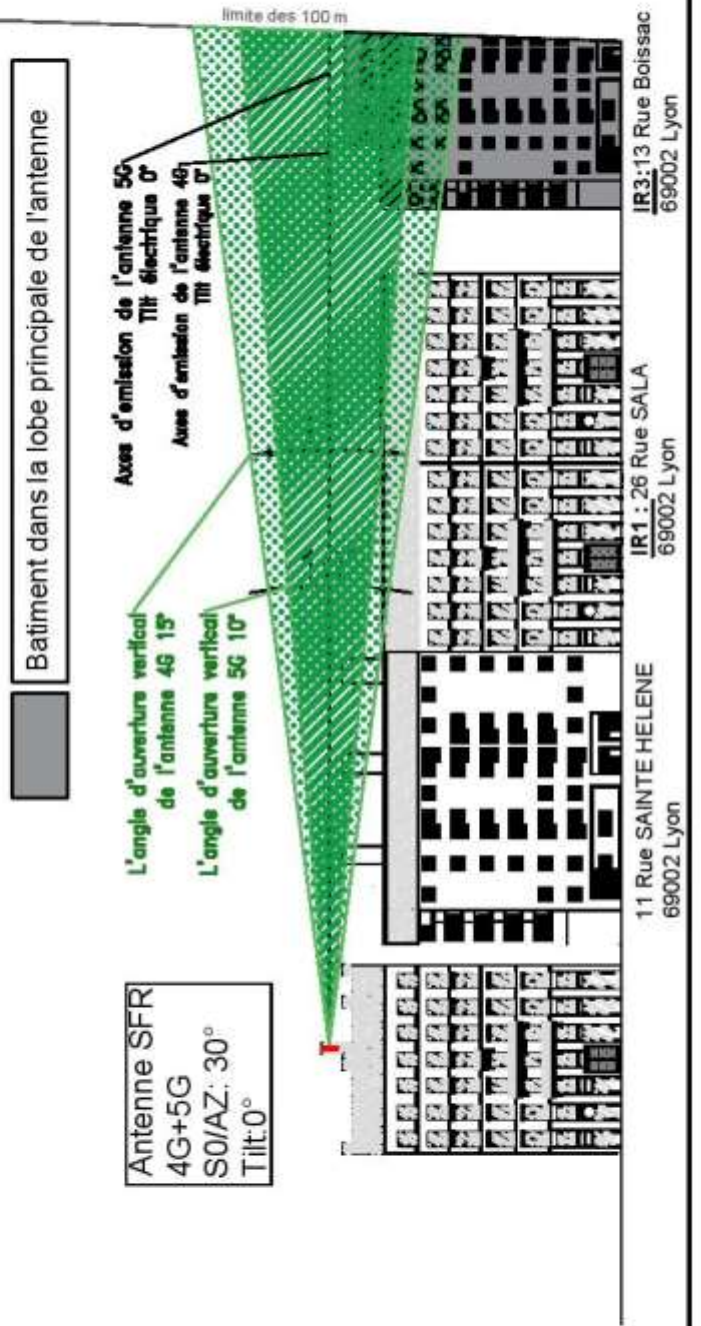 Batiment dans la lobe principale de l'antenne
limite des 100 m
Antenne SFR
4G+5G
S0/AZ: 30°
Tilt:0°
L'angle d'auverture vertical
de l'antenne 4G 15°
L'angle d'auverture vertical
de l'antenne 5G 10°
Axes d'emission de l'antenne 5G
Tilt électrique 0°
Axes d'emission de l'antenne 4G
Tilt électrique 0°
11 Rue SAINTE HELENE
69002 Lyon
IR1 : 26 Rue SALA
69002 Lyon
IR3:13 Rue Boissac
69002 Lyon